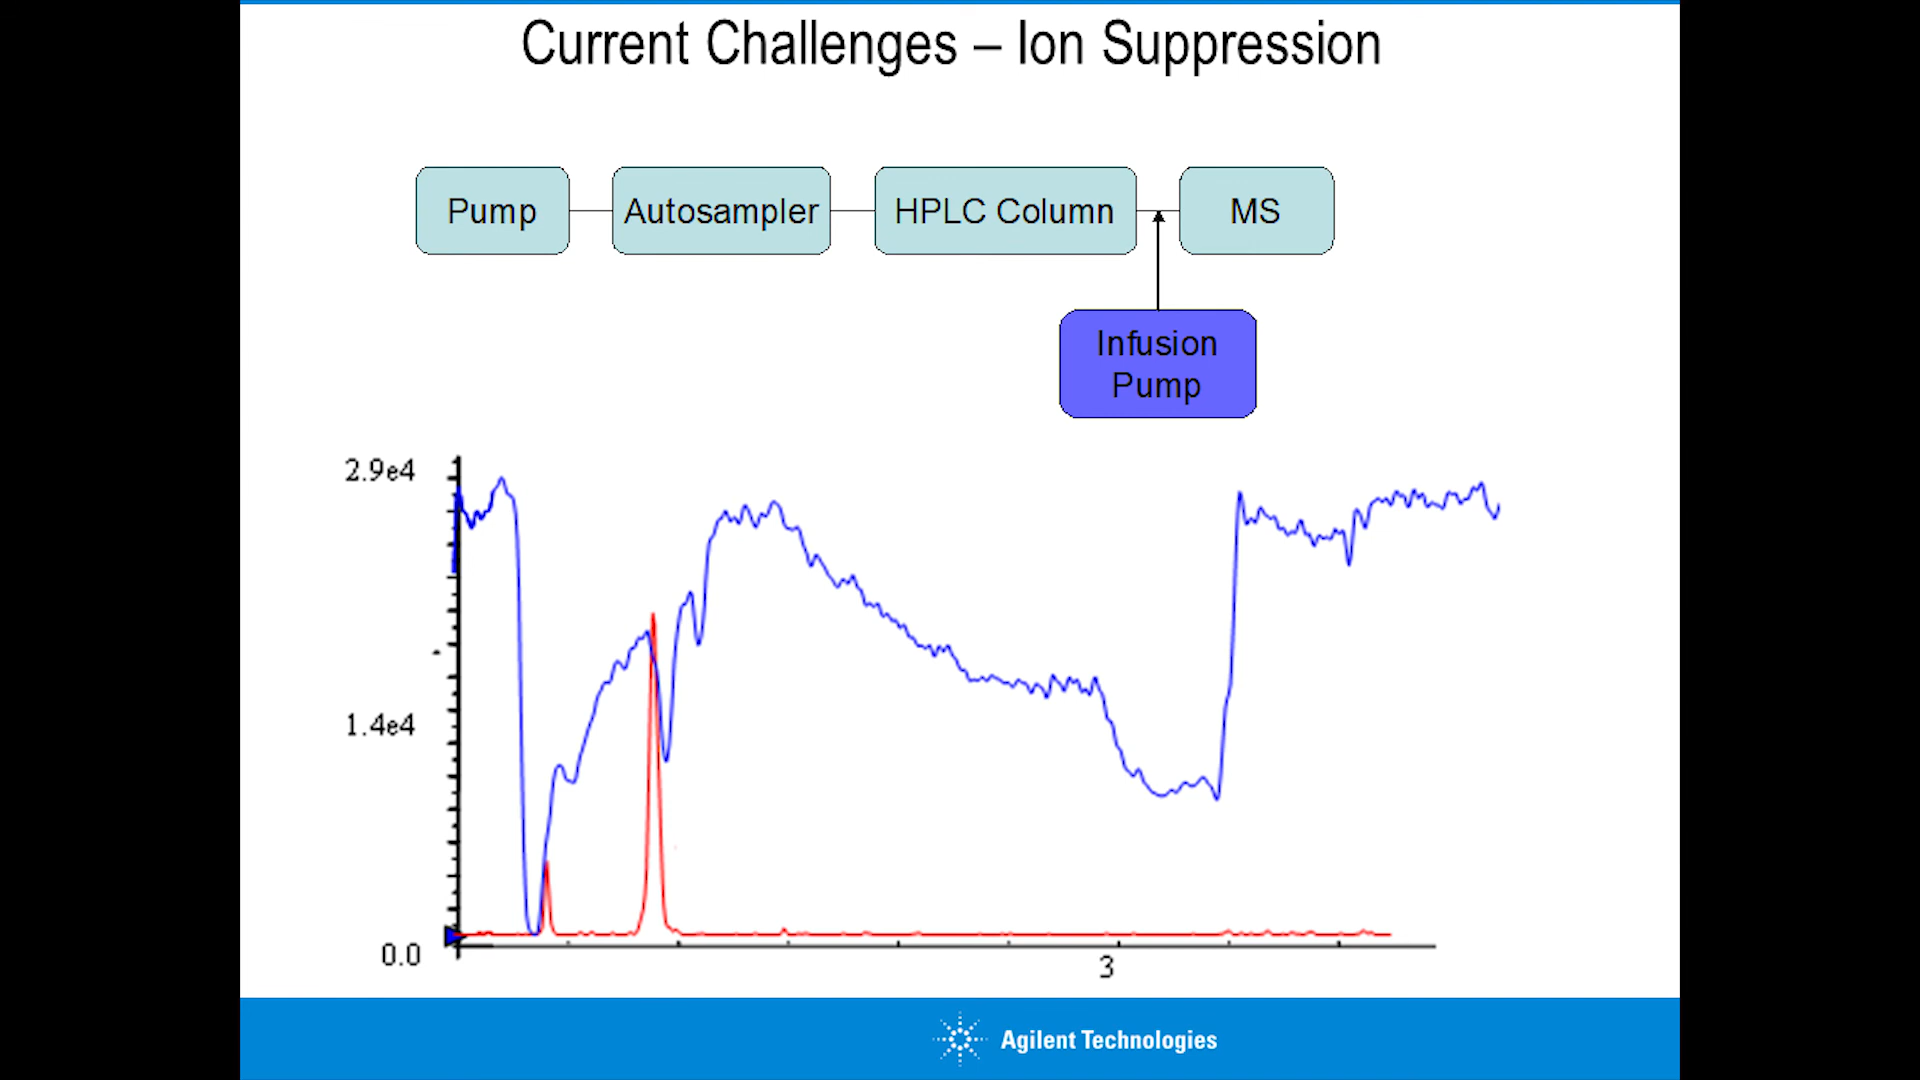 Current Challenges – Ion Suppression
Pump
Autosampler
HPLC Column
MS
Infusion
Pump
2.9e4
1.4e4
0.0
3
Agilent Technologies